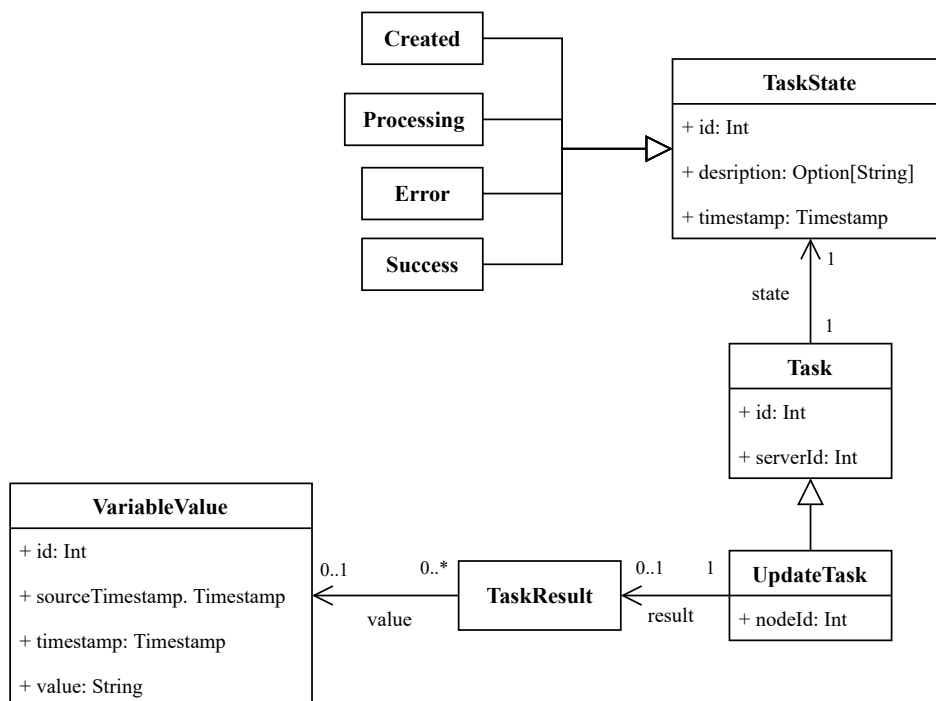 Created
Processing
Error
Success
TaskState
+ id: Int
+ desription: Option[String]
+ timestamp: Timestamp
1
state
1
Task
+ id: Int
+ serverId: Int
VariableValue
+ id: Int
+ sourceTimestamp. Timestamp
+ timestamp: Timestamp
+ value: String
0..1
0..*
value
TaskResult
0..1
1
result
UpdateTask
+ nodeId: Int